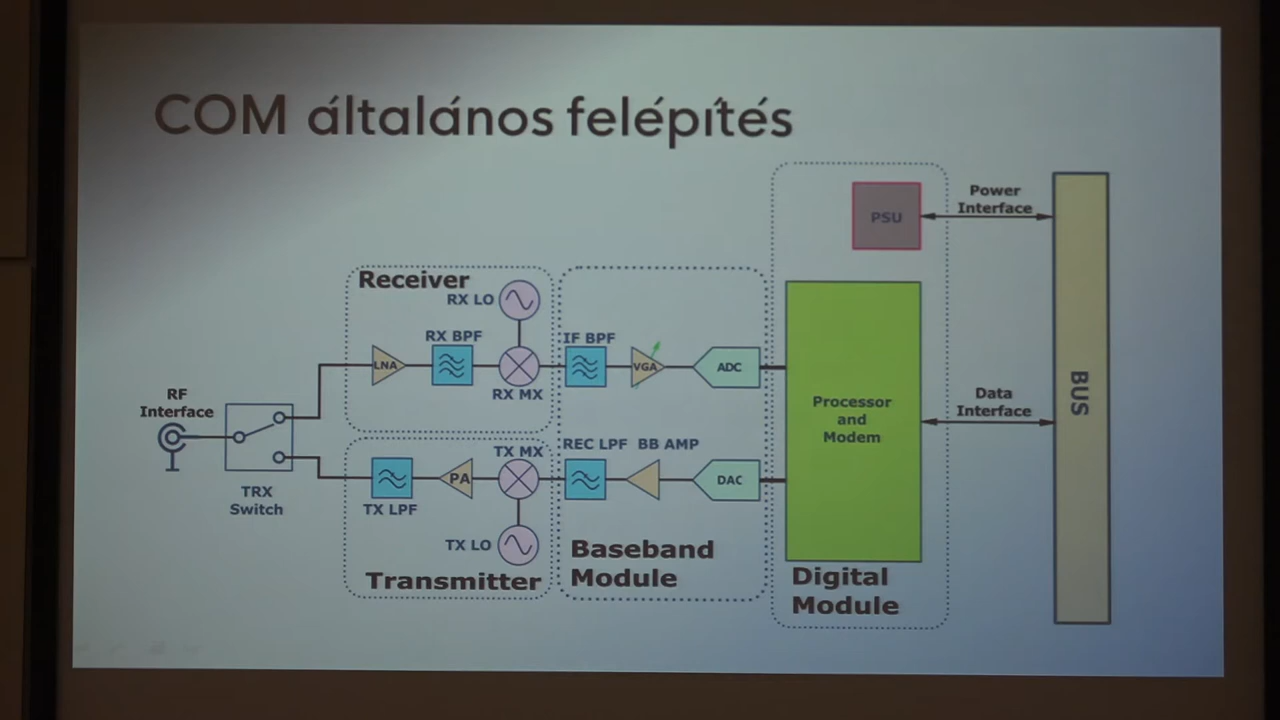 COM általános felépítés
PSU
Power
Interface
Receiver
RX LO
RX BPF
IF BPF
LNA
VGA
ADC
RX MX
RF
Interface
Processor
and
Modem
Data
Interface
BUS
TX MX
REC LPF BB AMP
PA
DAC
TRX
Switch
TX LPF
TX LO
Transmitter
Baseband
Module
Digital
Module